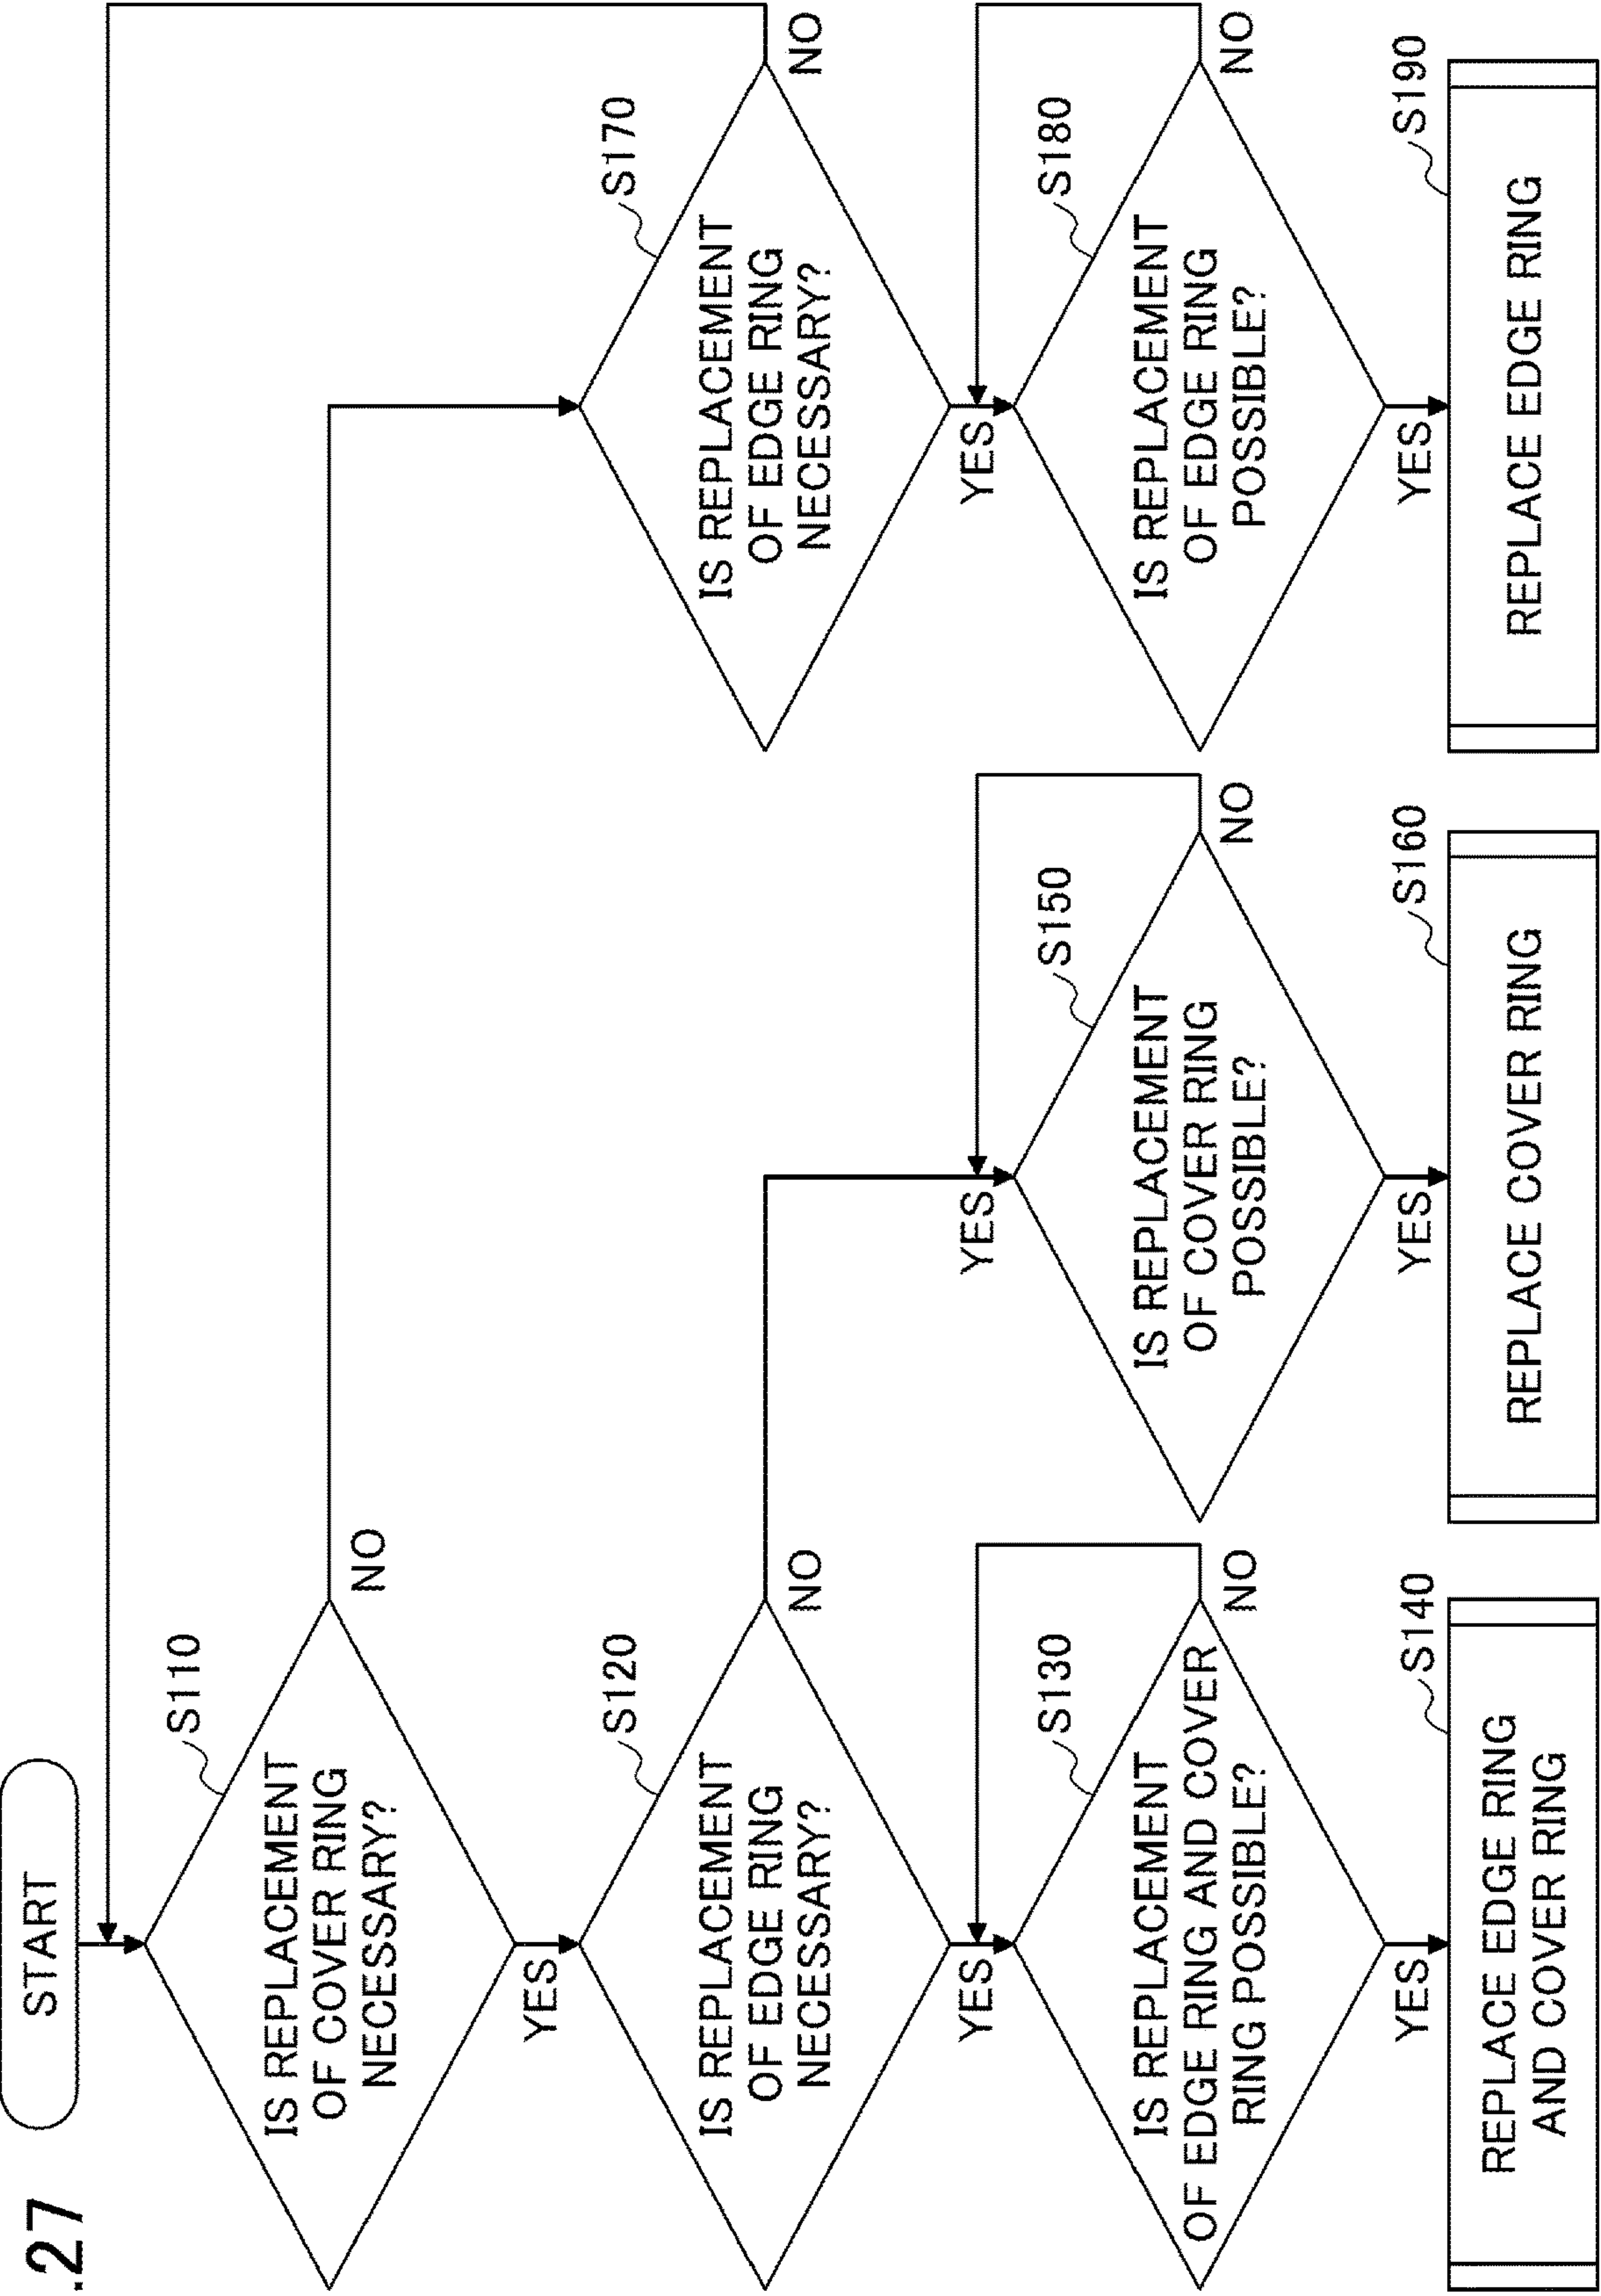 .27
START
S110
IS REPLACEMENT
OF COVER RING
NECESSARY?
NO
YES
S120
IS REPLACEMENT
OF EDGE RING
NECESSARY?
NO
S170
IS REPLACEMENT
OF EDGE RING
NECESSARY?
NO
YES
YES
YES
S130
IS REPLACEMENT
OF EDGE RING AND COVER
RING POSSIBLE?
NO
S150
IS REPLACEMENT
OF COVER RING
POSSIBLE?
NO
S180
IS REPLACEMENT
OF EDGE RING
POSSIBLE?
NO
YES
S140
YES
S160
YES
S190
REPLACE EDGE RING
AND COVER RING
REPLACE COVER RING
REPLACE EDGE RING